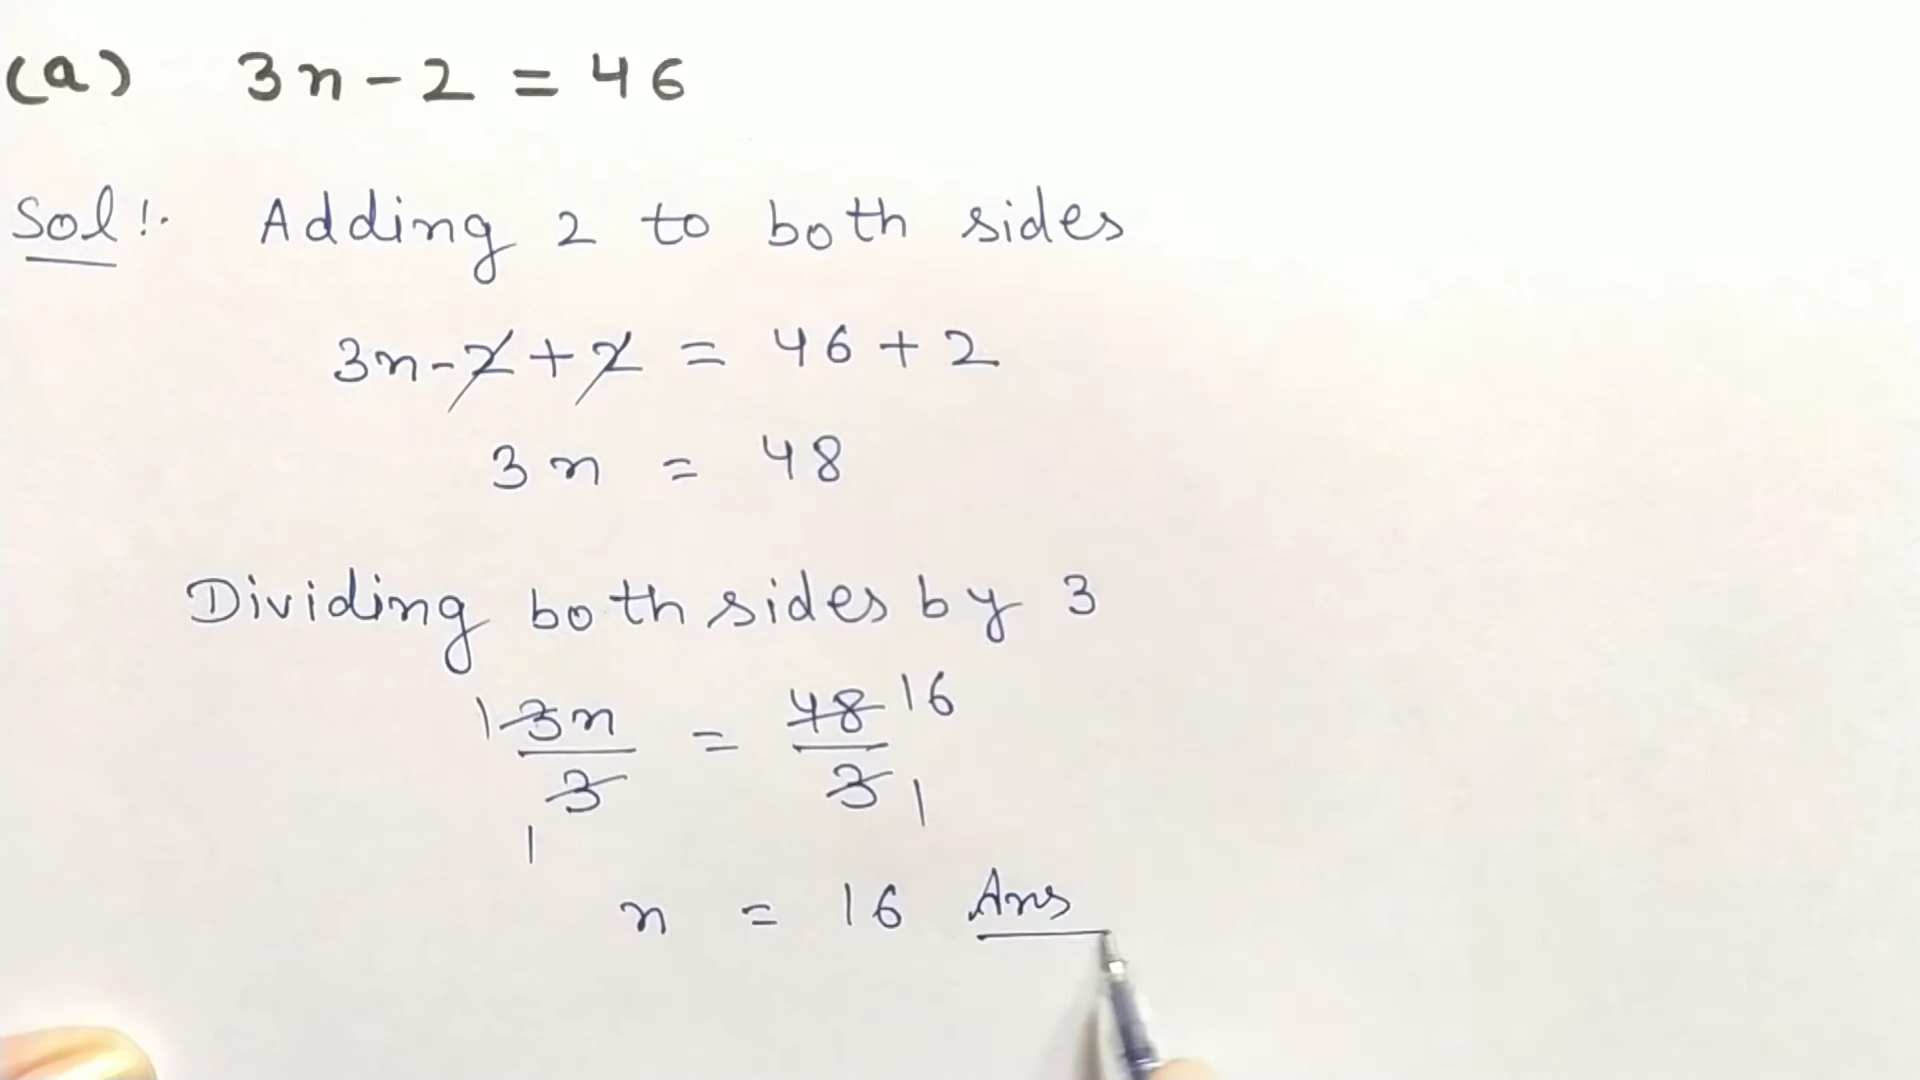 (a) 3n - 2 = 46
Sol!. Adding 2 to both sides
3n - 2 + 2 = 46 + 2
3n = 48
Dividing both sides by 3
1 3n = 48 16
3 3 1
1
n = 16 Ans